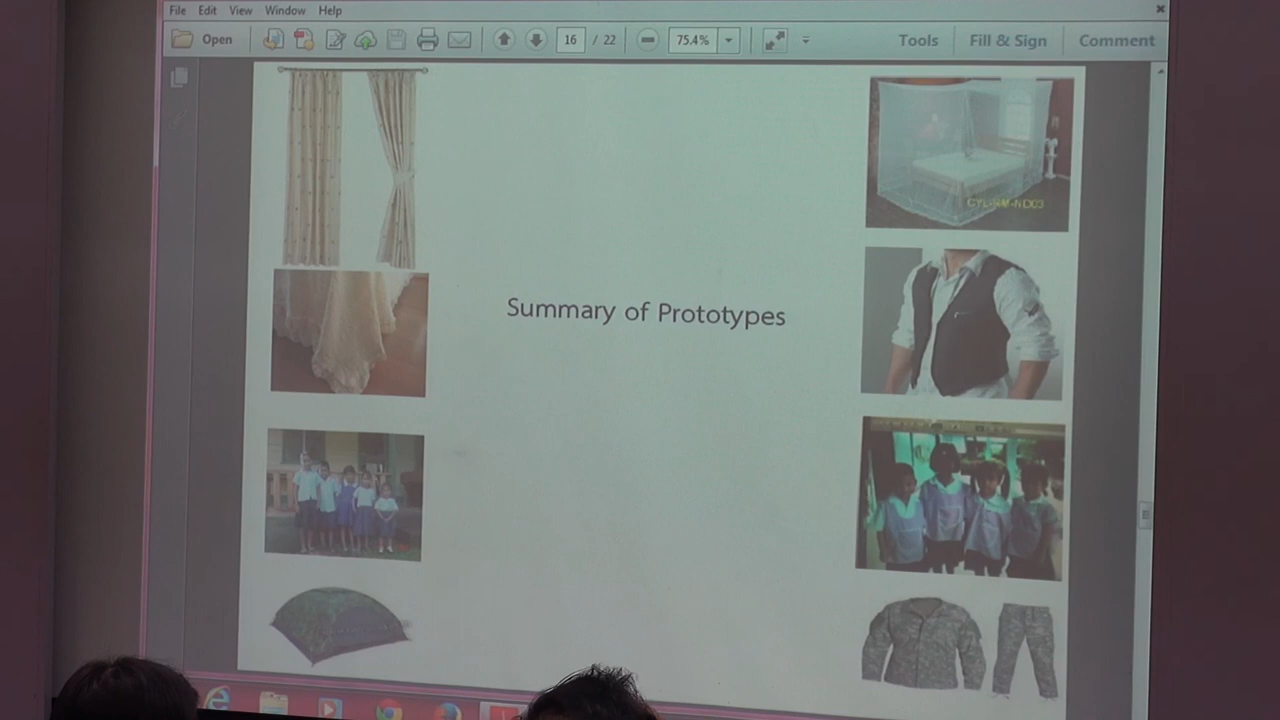 File Edit View Window Help
Open 16 / 22 75.4% Tools Fill & Sign Comment
Summary of Prototypes